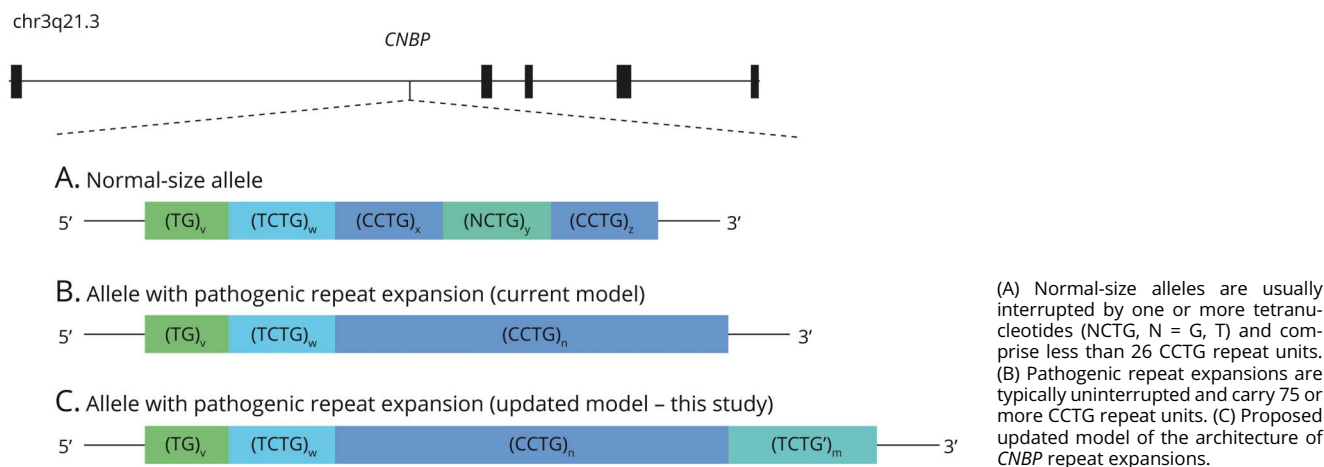 chr3q21.3
CNBP
A. Normal-size allele
5′ (TG)v (TCTG)w (CCTG)x (NCTG)y (CCTG)z 3′
B. Allele with pathogenic repeat expansion (current model)
5′ (TG)v (TCTG)w (CCTG)n 3′
C. Allele with pathogenic repeat expansion (updated model – this study)
5′ (TG)v (TCTG)w (CCTG)n (TCTG′)m 3′
(A) Normal-size alleles are usually
interrupted by one or more tetranu-
cleotides (NCTG, N = G, T) and com-
prise less than 26 CCTG repeat units.
(B) Pathogenic repeat expansions are
typically uninterrupted and carry 75 or
more CCTG repeat units. (C) Proposed
updated model of the architecture of
CNBP repeat expansions.